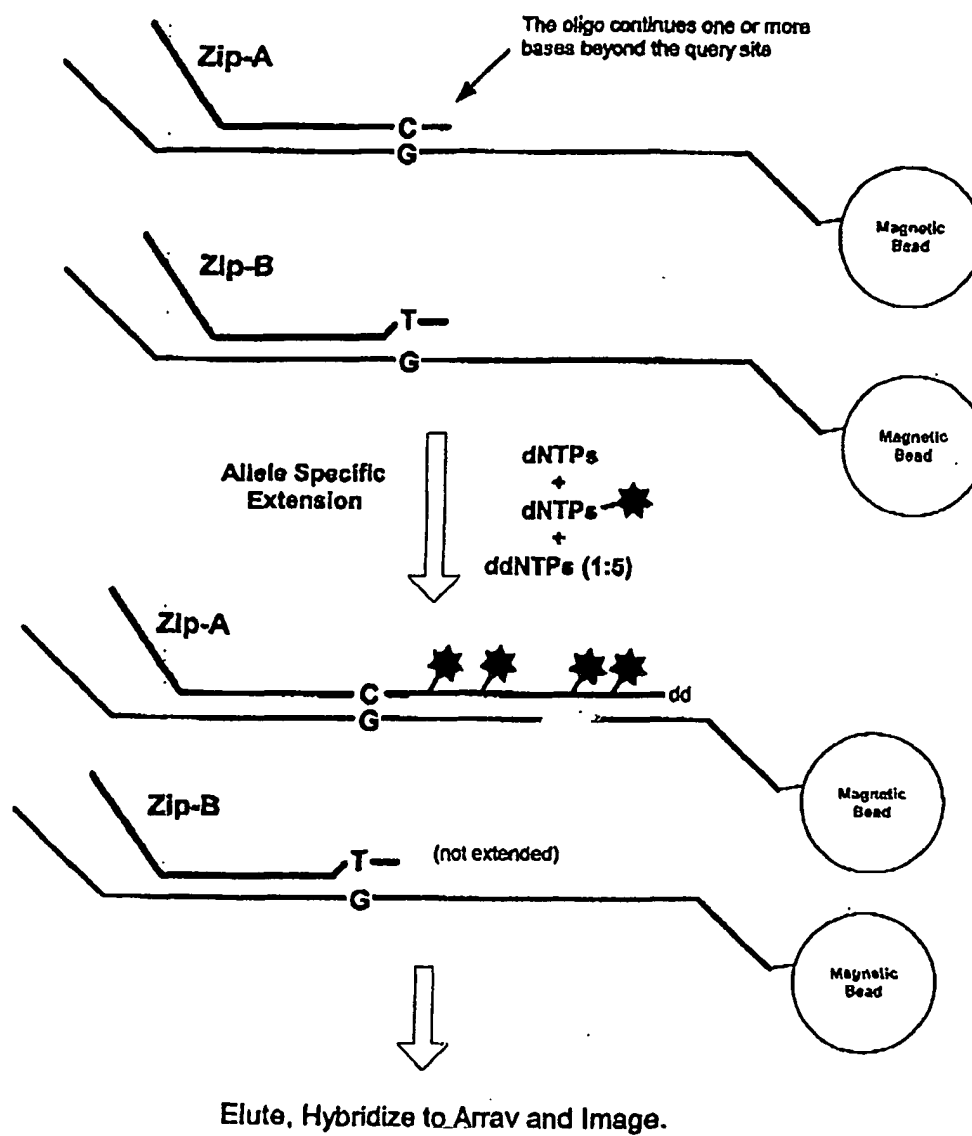 The oligo continues one or more
bases beyond the query site
Zip-A
C
G
Magnetic
Bead
Zip-B
T
G
Magnetic
Bead
Allele Specific
Extension
dNTPs
+
dNTPs
+
ddNTPs (1:5)
Zip-A
C
dd
G
Magnetic
Bead
Zip-B
T
(not extended)
G
Magnetic
Bead
Elute, Hybridize to Array and Image.